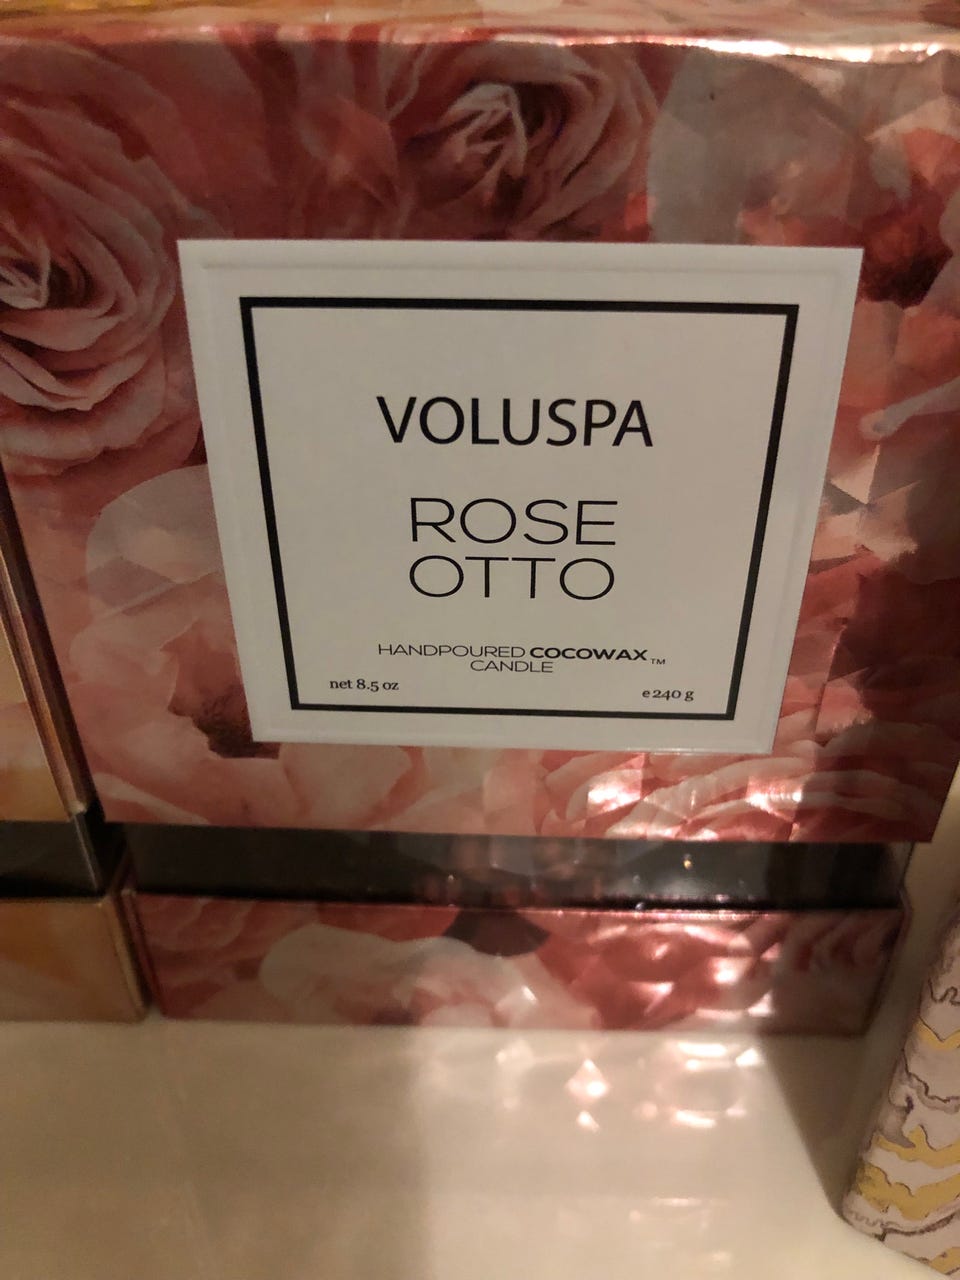 VOLUSPA
ROSE
OTTO
HANDPOURED COCOWAX™
CANDLE
net 8.5 oz
e 240 g